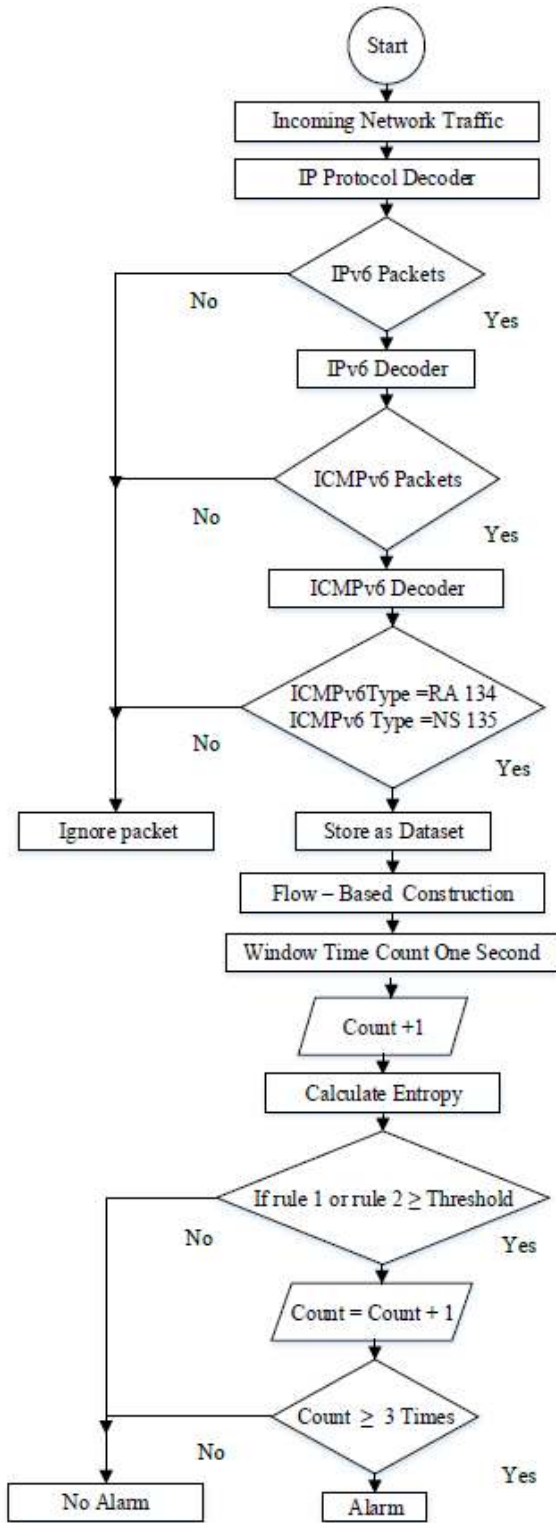 Start
Incoming Network Traffic
IP Protocol Decoder
IPv6 Packets
No
Yes
IPv6 Decoder
ICMPv6 Packets
No
Yes
ICMPv6 Decoder
ICMPv6Type =RA 134
ICMPv6 Type =NS 135
No
Yes
Ignore packet
Store as Dataset
Flow – Based Construction
Window Time Count One Second
Count +1
Calculate Entropy
If rule 1 or rule 2 ≥ Threshold
No
Yes
Count = Count + 1
Count ≥ 3 Times
No
Yes
No Alarm
Alarm